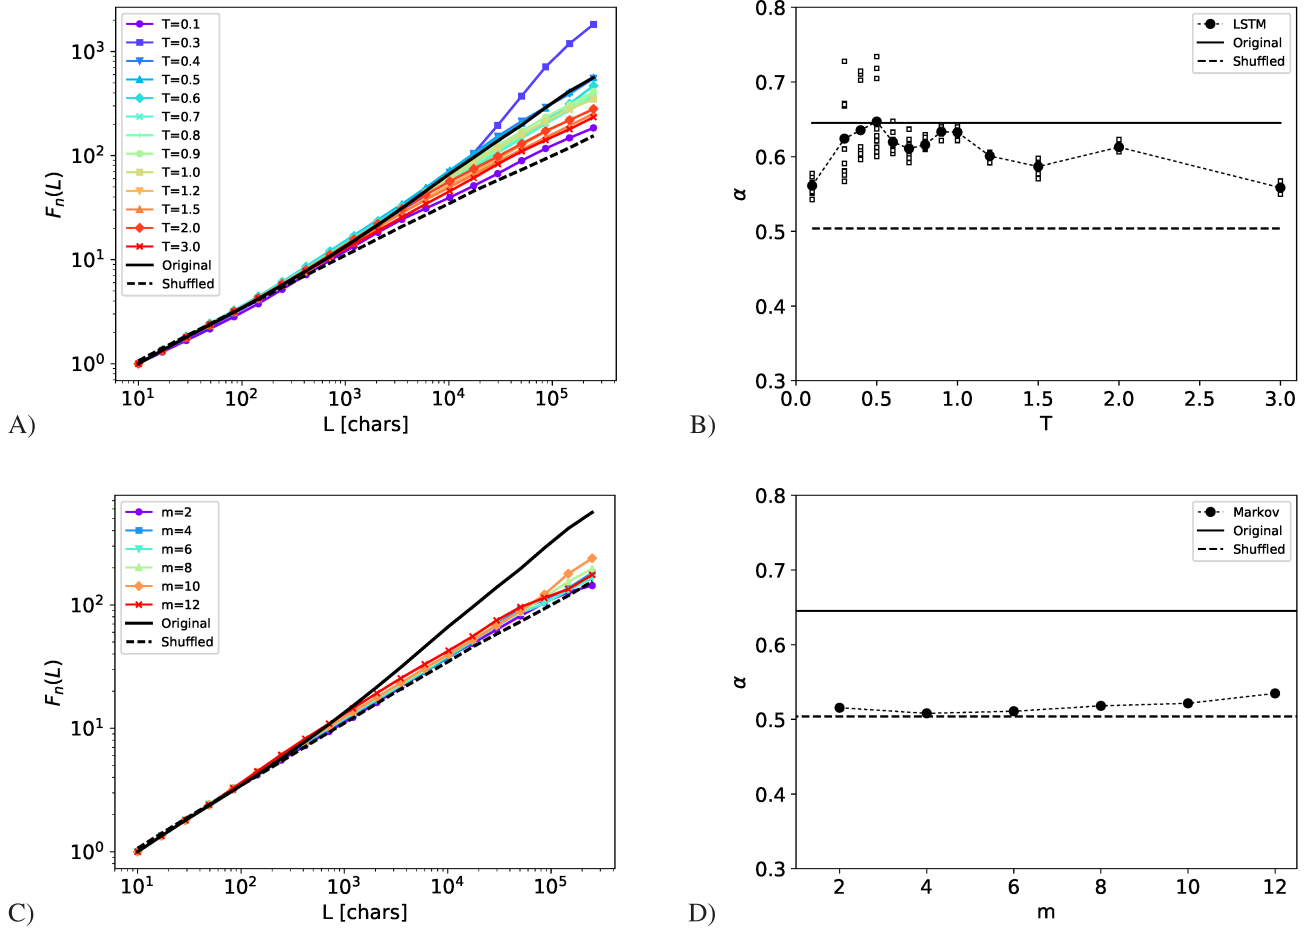 T=0.1
T=0.3
T=0.4
T=0.5
T=0.6
T=0.7
T=0.8
T=0.9
T=1.0
T=1.2
T=1.5
T=2.0
T=3.0
Original
Shuffled
10³
10²
10¹
10⁰
Fₙ(L)
10¹ 10² 10³ 10⁴ 10⁵
L [chars]
A)
LSTM
Original
Shuffled
0.8
0.7
0.6
0.5
0.4
0.3
α
0.0 0.5 1.0 1.5 2.0 2.5 3.0
T
B)
m=2
m=4
m=6
m=8
m=10
m=12
Original
Shuffled
10²
10¹
10⁰
Fₙ(L)
10¹ 10² 10³ 10⁴ 10⁵
L [chars]
C)
Markov
Original
Shuffled
0.8
0.7
0.6
0.5
0.4
0.3
α
2 4 6 8 10 12
m
D)